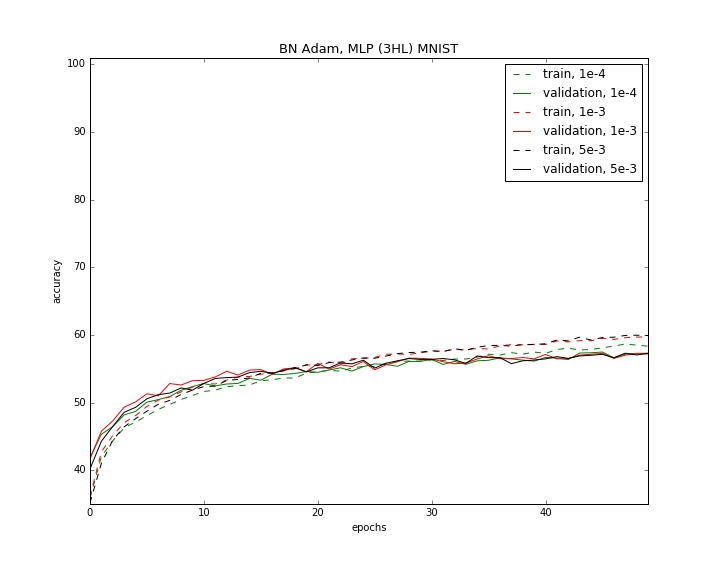 BN Adam, MLP (3HL) MNIST
100
90
80
70
60
50
40
accuracy
train, 1e-4
validation, 1e-4
train, 1e-3
validation, 1e-3
train, 5e-3
validation, 5e-3
0 10 20 30 40
epochs